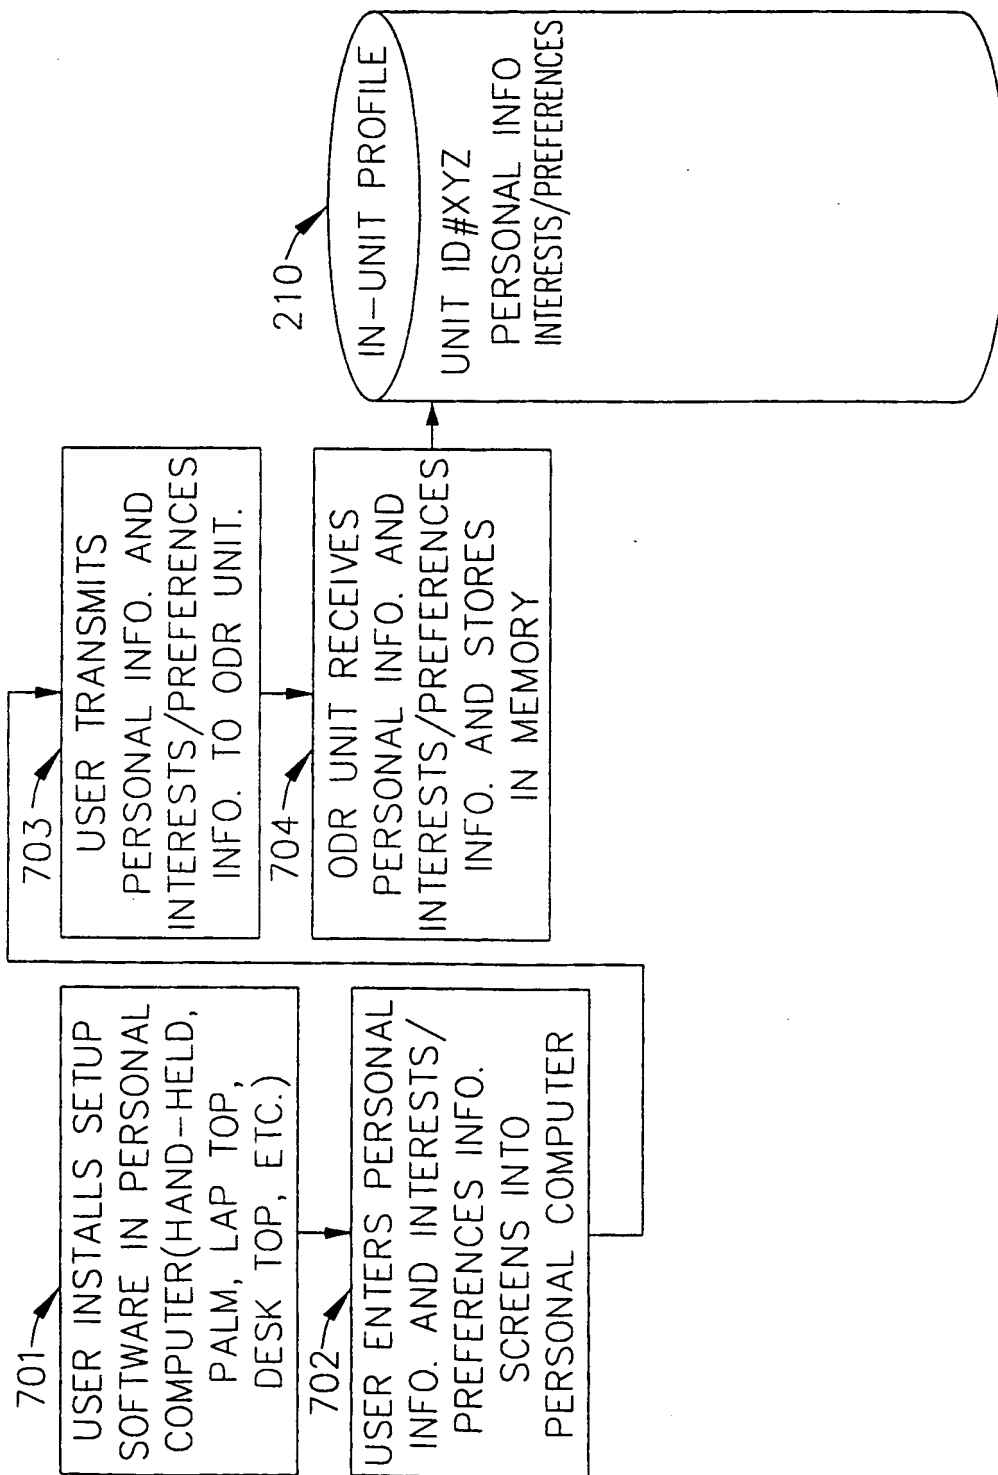 701
USER INSTALLS SETUP
SOFTWARE IN PERSONAL
COMPUTER(HAND-HELD,
PALM, LAP TOP,
DESK TOP, ETC.)
702
USER ENTERS PERSONAL
INFO. AND INTERESTS/
PREFERENCES INFO.
SCREENS INTO
PERSONAL COMPUTER
703
USER TRANSMITS
PERSONAL INFO. AND
INTERESTS/PREFERENCES
INFO. TO ODR UNIT.
704
ODR UNIT RECEIVES
PERSONAL INFO. AND
INTERESTS/PREFERENCES
INFO. AND STORES
IN MEMORY
210
IN-UNIT PROFILE
UNIT ID#XYZ
PERSONAL INFO
INTERESTS/PREFERENCES